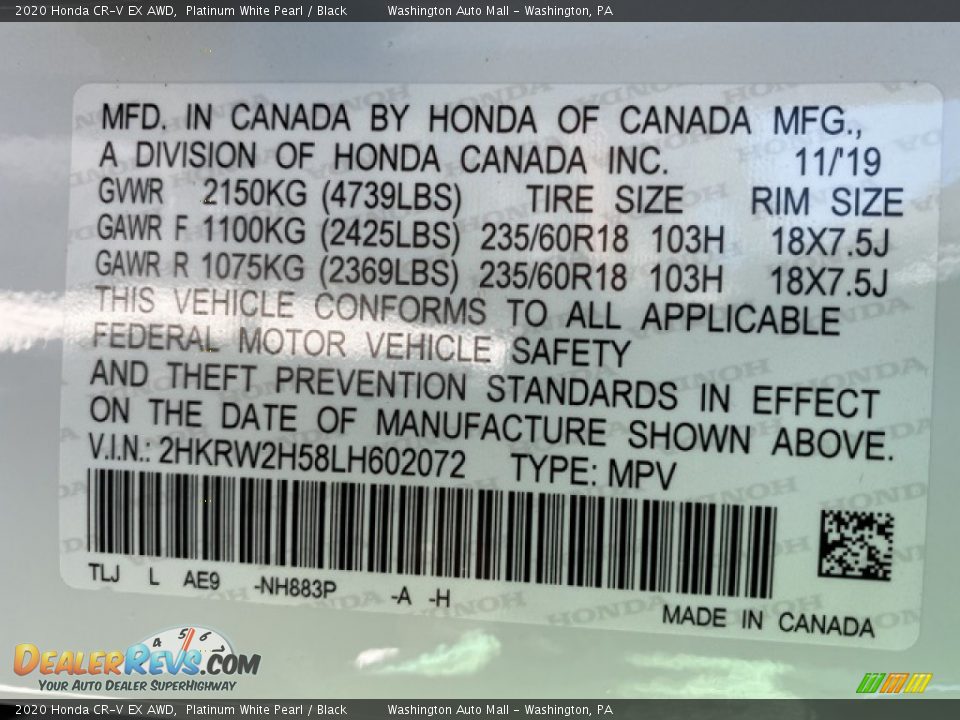 2020 Honda CR-V EX AWD, Platinum White Pearl / Black Washington Auto Mall - Washington, PA
MFD. IN CANADA BY HONDA OF CANADA MFG.,
A DIVISION OF HONDA CANADA INC. 11/'19
GVWR 2150KG (4739LBS) TIRE SIZE RIM SIZE
GAWR F 1100KG (2425LBS) 235/60R18 103H 18X7.5J
GAWR R 1075KG (2369LBS) 235/60R18 103H 18X7.5J
THIS VEHICLE CONFORMS TO ALL APPLICABLE
FEDERAL MOTOR VEHICLE SAFETY
AND THEFT PREVENTION STANDARDS IN EFFECT
ON THE DATE OF MANUFACTURE SHOWN ABOVE.
V.I.N.: 2HKRW2H58LH602072 TYPE: MPV
TLJ L AE9 -NH883P -A -H
MADE IN CANADA
4 5 6
DEALERREVS.COM
YOUR AUTO DEALER SUPERHIGHWAY
2020 Honda CR-V EX AWD, Platinum White Pearl / Black Washington Auto Mall - Washington, PA